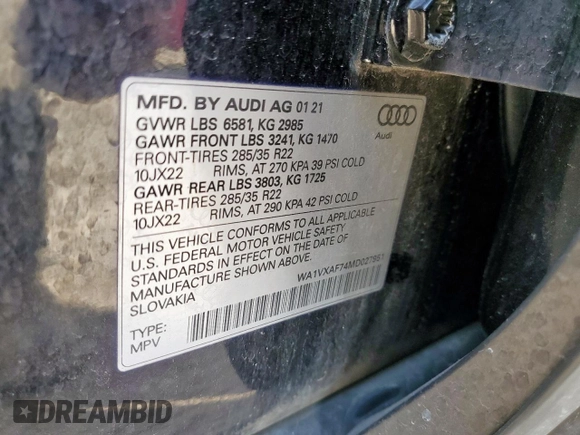 MFD. BY AUDI AG 01 21
GVWR LBS 6581, KG 2985
GAWR FRONT LBS 3241, KG 1470
FRONT-TIRES 285/35 R22
10JX22 RIMS, AT 270 KPA 39 PSI COLD
GAWR REAR LBS 3803, KG 1725
REAR-TIRES 285/35 R22
10JX22 RIMS, AT 290 KPA 42 PSI COLD
THIS VEHICLE CONFORMS TO ALL APPLICABLE
U.S. FEDERAL MOTOR VEHICLE SAFETY
STANDARDS IN EFFECT ON THE DATE OF
MANUFACTURE SHOWN ABOVE.
SLOVAKIA
TYPE:
MPV
Audi
DREAMBID